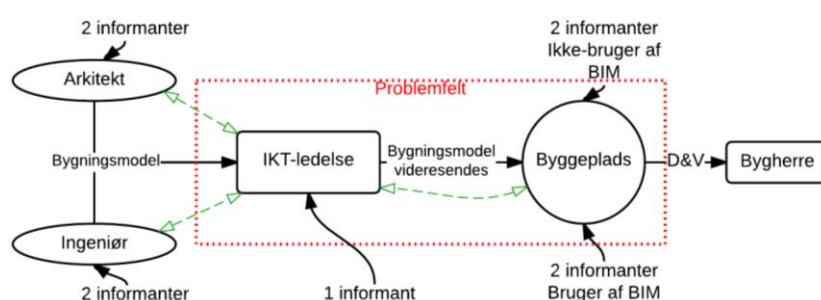 2 informanter
2 informanter
Ikke-bruger af
BIM
Arkitekt
Problemfelt
Bygningsmodel
IKT-ledelse
Bygningsmodel
videresendes
Byggeplads
D&V
Bygherre
Ingeniør
2 informanter
1 informant
2 informanter
Bruger af BIM